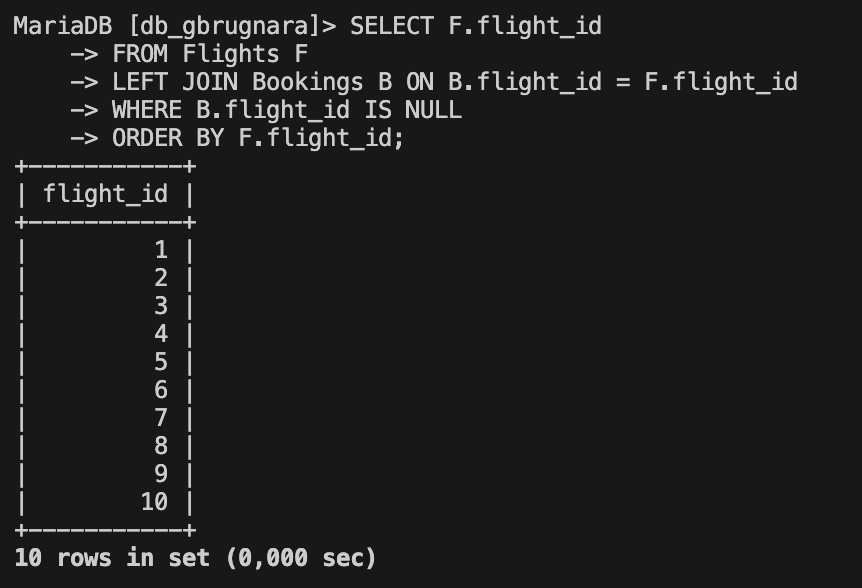 MariaDB [db_gbrugnara]> SELECT F.flight_id
    -> FROM Flights F
    -> LEFT JOIN Bookings B ON B.flight_id = F.flight_id
    -> WHERE B.flight_id IS NULL
    -> ORDER BY F.flight_id;
+-----------+
| flight_id |
+-----------+
|         1 |
|         2 |
|         3 |
|         4 |
|         5 |
|         6 |
|         7 |
|         8 |
|         9 |
|        10 |
+-----------+
10 rows in set (0,000 sec)